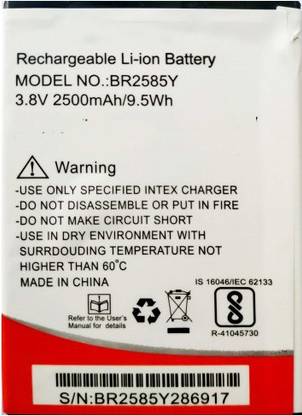 Rechargeable Li-ion Battery
MODEL NO.:BR2585Y
3.8V 2500mAh/9.5Wh
Warning
-USE ONLY SPECIFIED INTEX CHARGER
-DO NOT DISASSEMBLE OR PUT IN FIRE
-DO NOT MAKE CIRCUIT SHORT
-USE IN DRY ENVIRONMENT WITH
SURRDOUDING TEMPERATURE NOT
HIGHER THAN 60°C
MADE IN CHINA
IS 16046/IEC 62133
Refer to the User's
Manual for details
R-41045730
S/N:BR2585Y286917